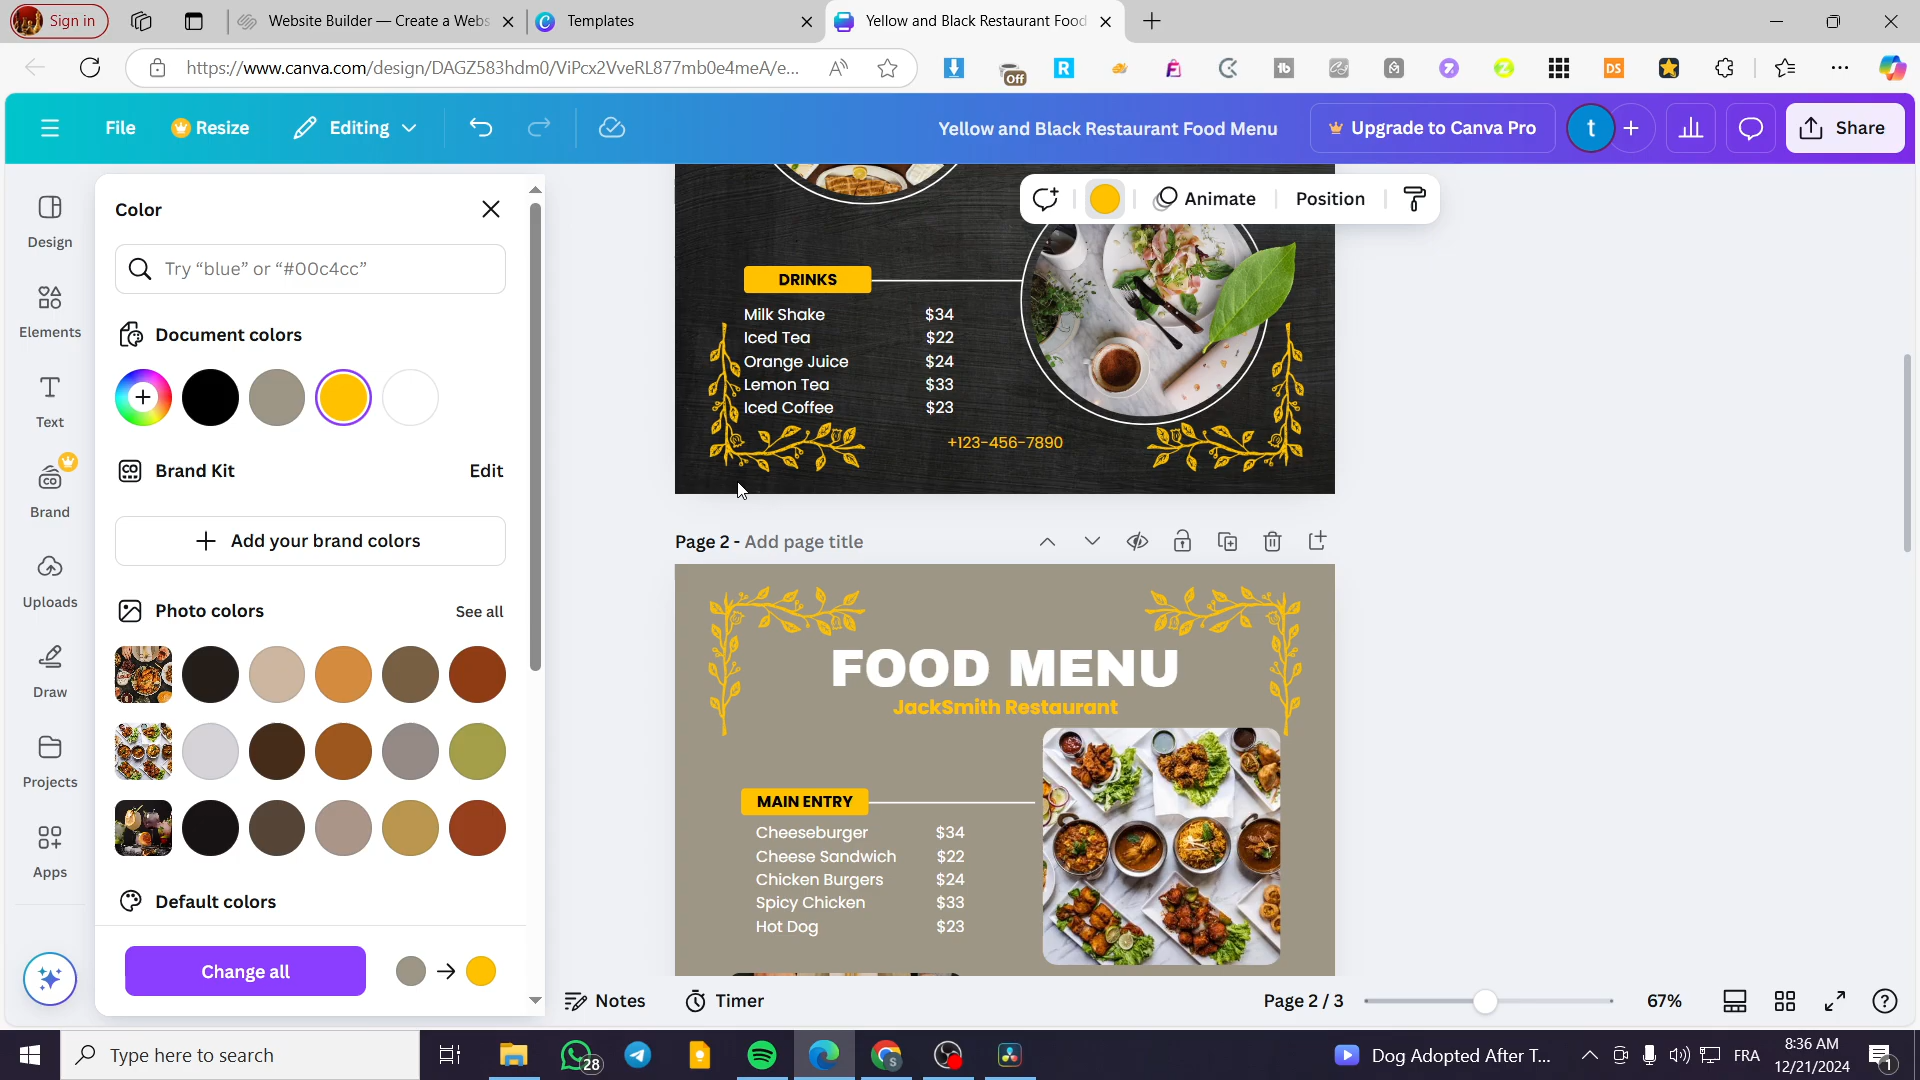 Sign in
Website Builder — Create a Webs
Templates
Yellow and Black Restaurant Food
https://www.canva.com/design/DAGZ583hdm0/ViPcx2VveRL877mb0e4meA/e...
Off
File
Resize
Editing
Yellow and Black Restaurant Food Menu
Upgrade to Canva Pro
t
Share
Design
Elements
Text
Brand
Uploads
Draw
Projects
Apps
Color
Try “blue” or “#00c4cc”
Document colors
Brand Kit
Edit
Add your brand colors
Photo colors
See all
Default colors
Change all
Animate
Position
DRINKS
Milk Shake $34
Iced Tea $22
Orange Juice $24
Lemon Tea $33
Iced Coffee $23
+123-456-7890
Page 2 - Add page title
FOOD MENU
JackSmith Restaurant
MAIN ENTRY
Cheeseburger $34
Cheese Sandwich $22
Chicken Burgers $24
Spicy Chicken $33
Hot Dog $23
Notes
Timer
Page 2 / 3
67%
Type here to search
28
Dog Adopted After T...
FRA
8:36 AM
12/21/2024
1